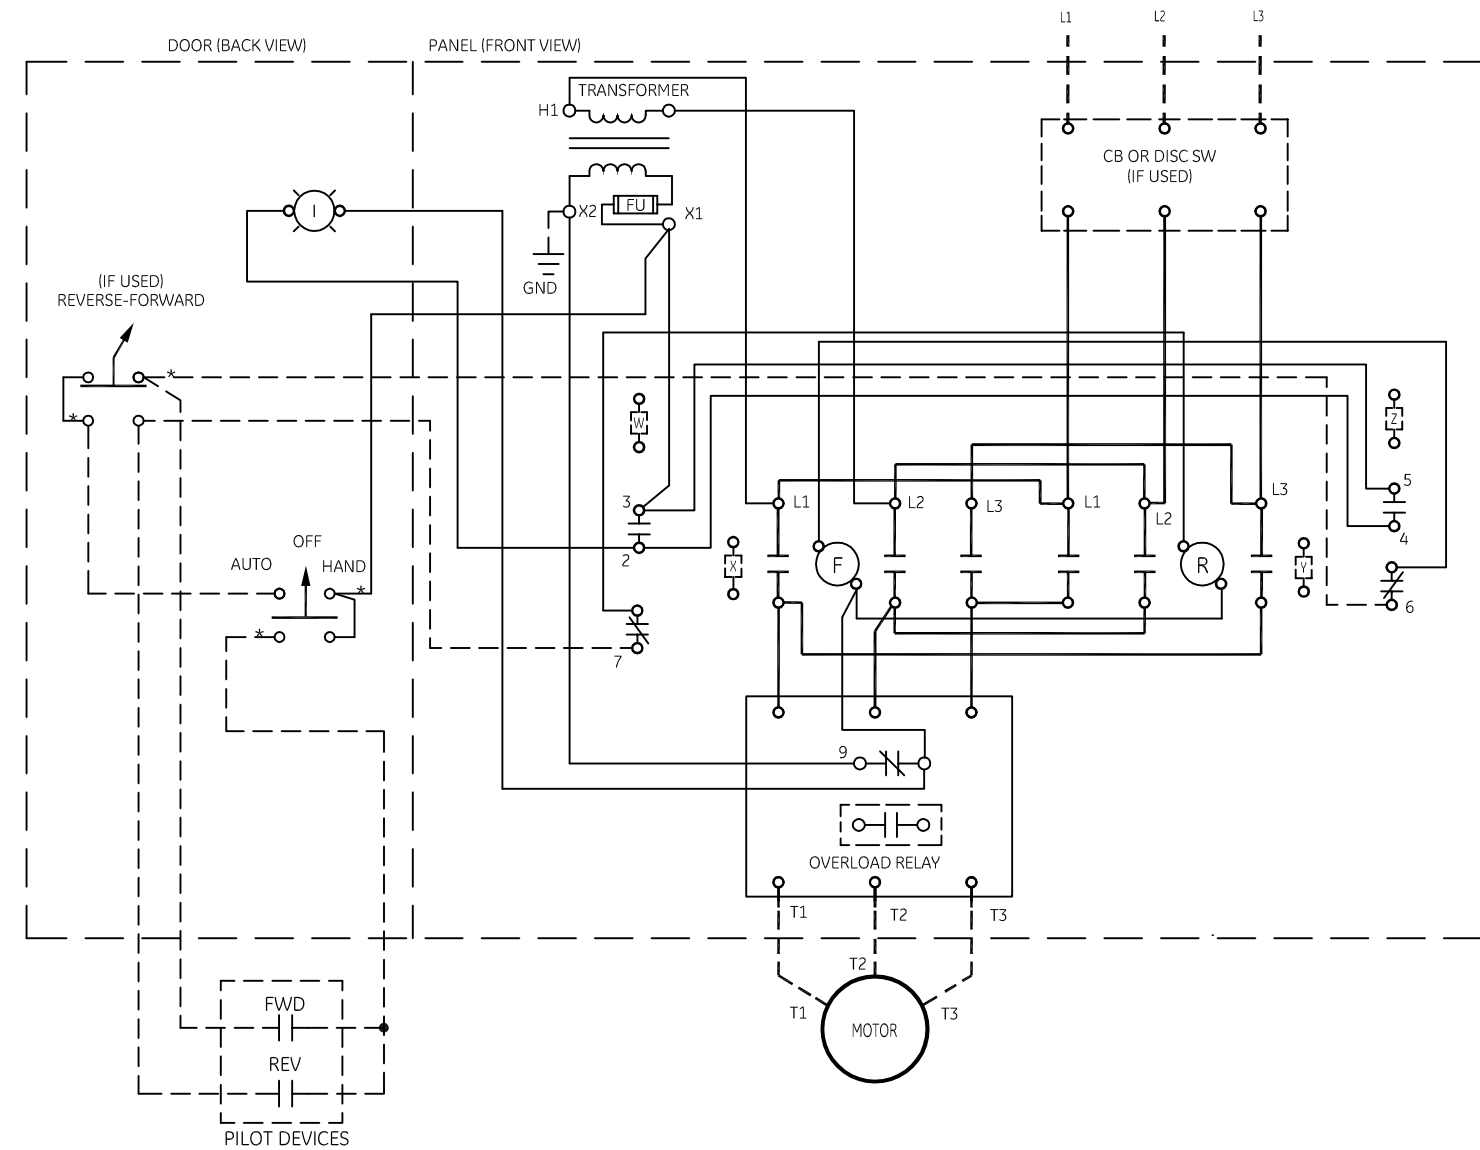 L1 L2 L3
DOOR (BACK VIEW) PANEL (FRONT VIEW)
TRANSFORMER
H1
CB OR DISC SW
(IF USED)
I
FU
X2 X1
GND
(IF USED)
REVERSE-FORWARD
*
*
W
Z
5
3
L1 L2 L3 L1 L2 L3
4
2
OFF
AUTO HAND
X F R Y
*
6
*
7
9
OVERLOAD RELAY
T1 T2 T3
T2
FWD
T1 T3
MOTOR
REV
PILOT DEVICES